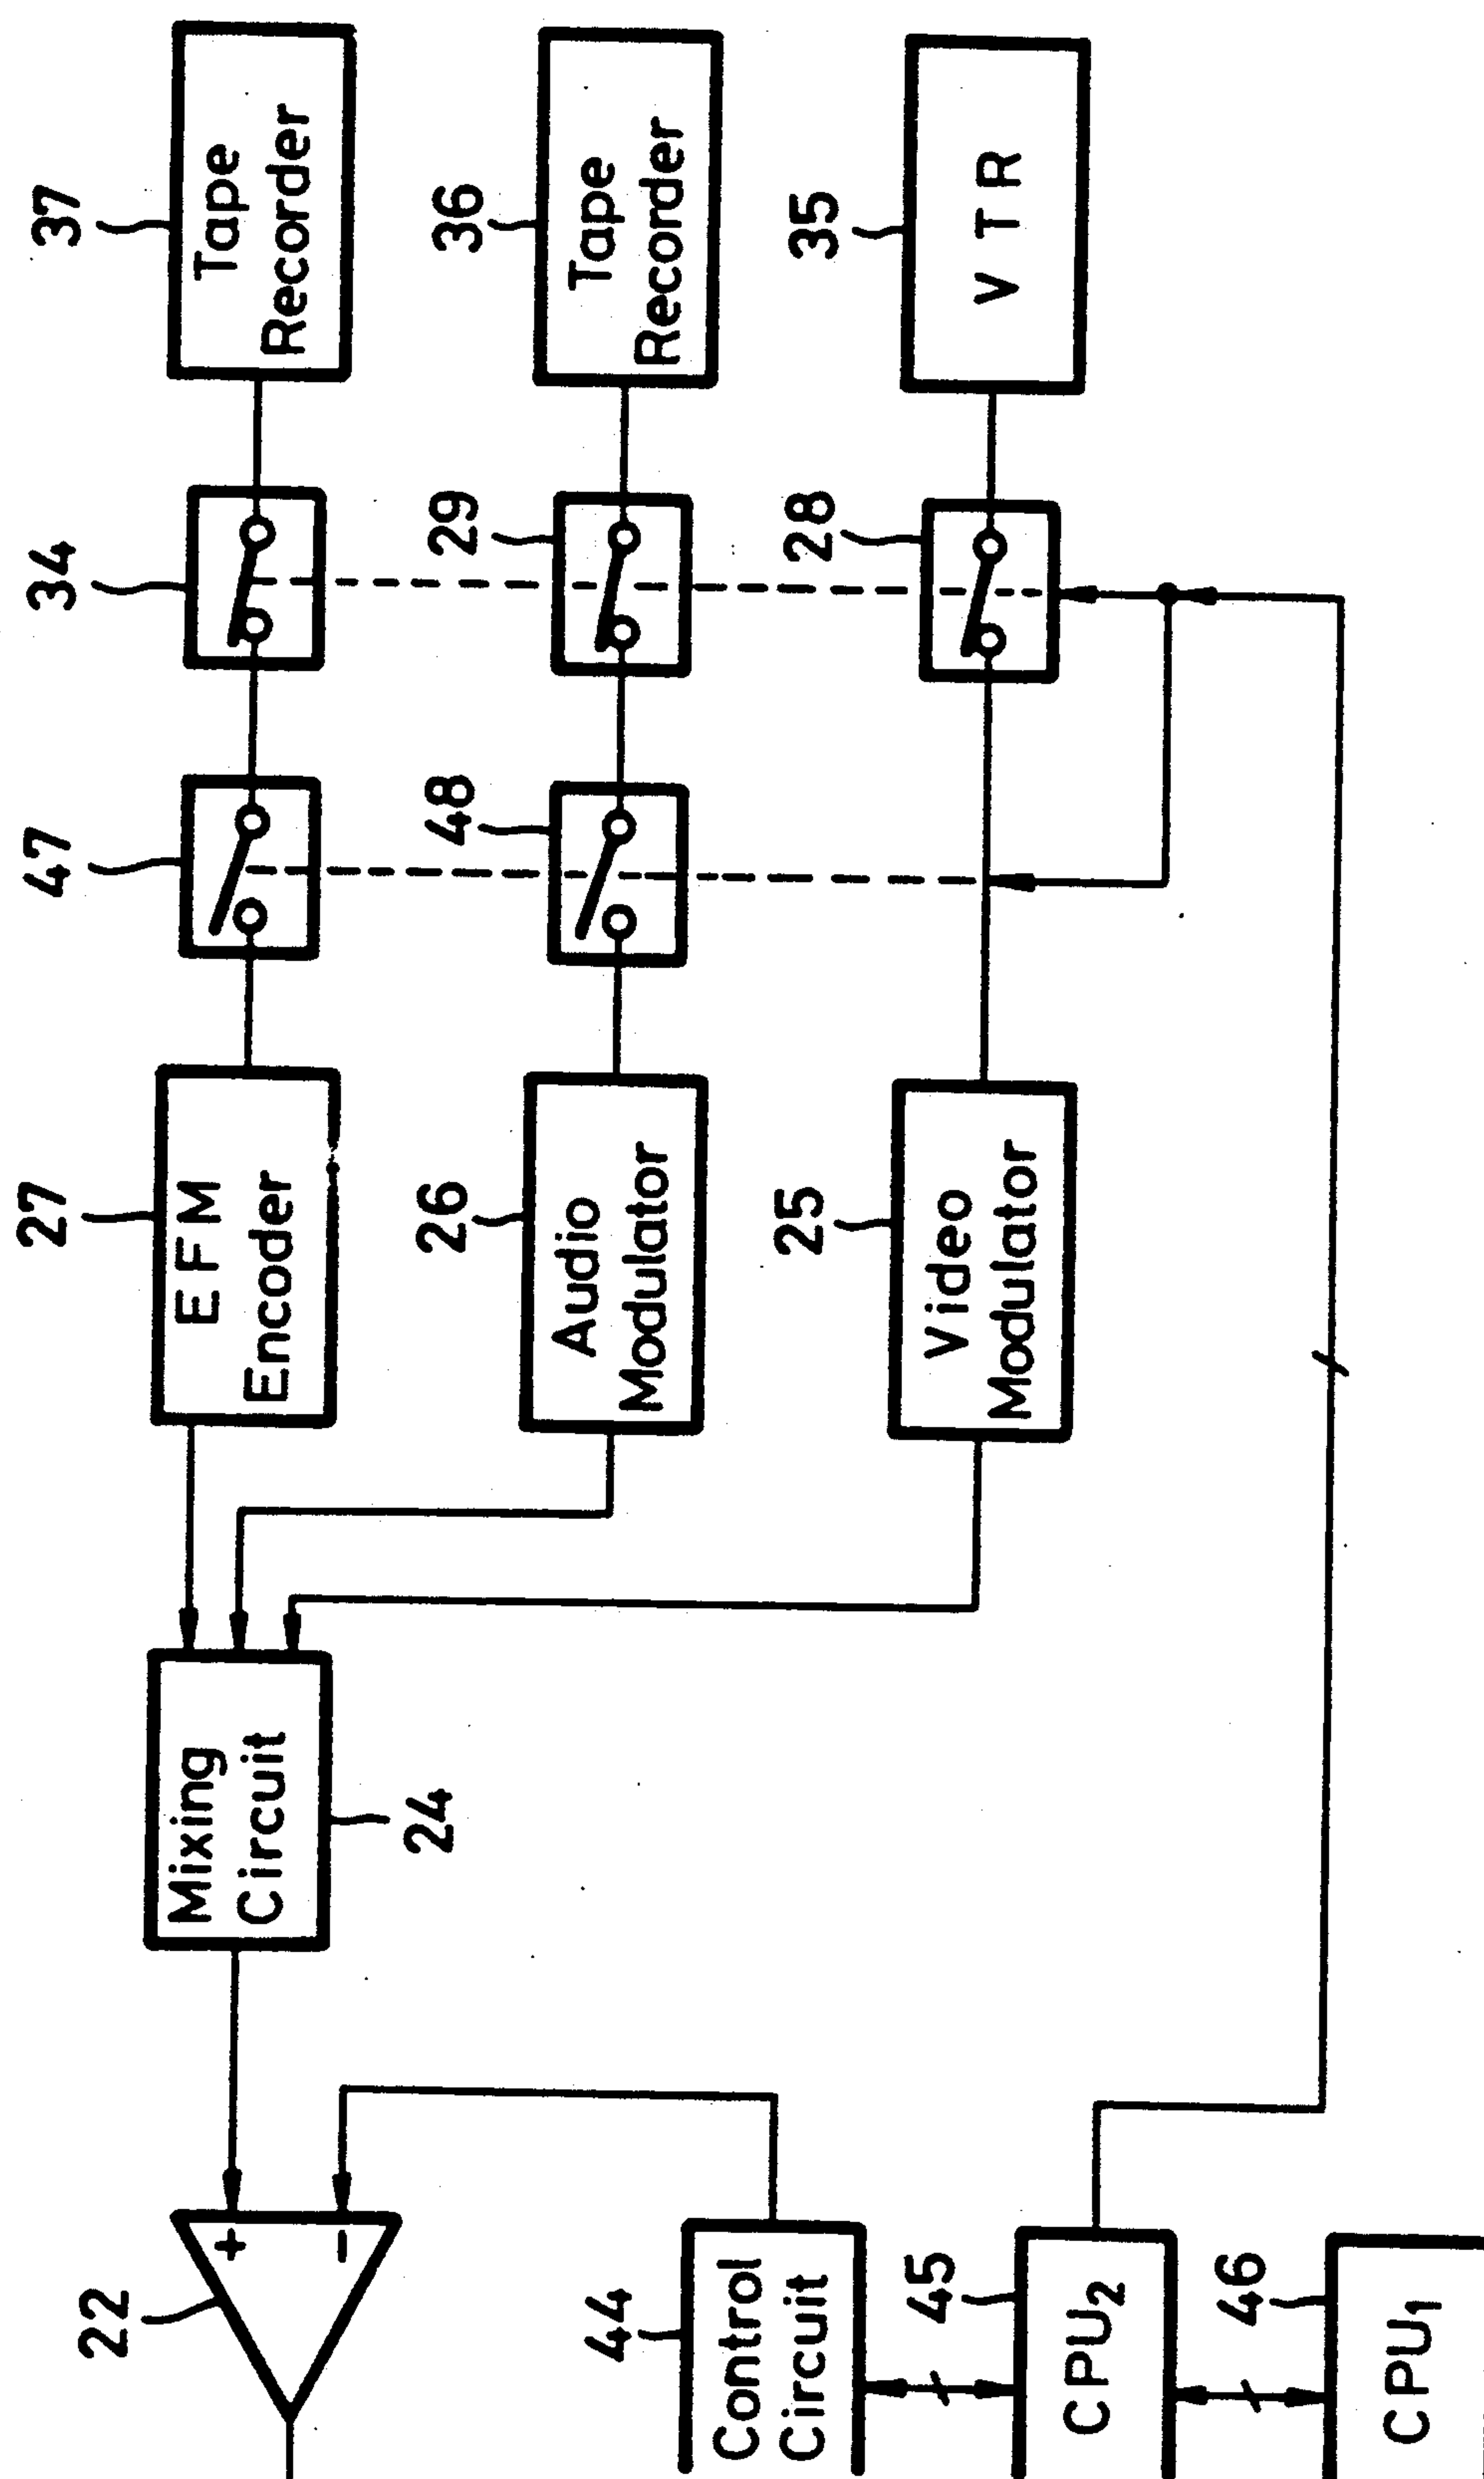 37
Tape
Recorder
36
Tape
Recorder
35
V T R
34
29
28
47
48
27
E F M
Encoder
26
Audio
Modulator
25
Video
Modulator
Mixing
Circuit
24
22
+
−
44
Control
Circuit
45
CPU2
46
CPU1